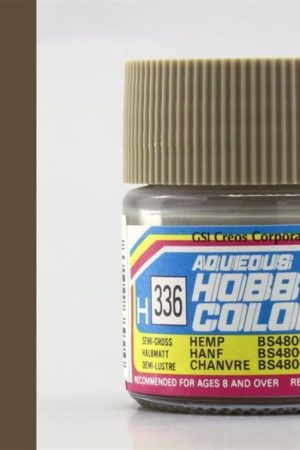 GSI Creos Corpora
AQUEOUS
HOBB
COLO
H 336
SEMI-GROSS HEMP BS480
HALBMATT HANF BS480
DEMI-LUSTRE CHANVRE BS480
RECOMMENDED FOR AGES 8 AND OVER RE